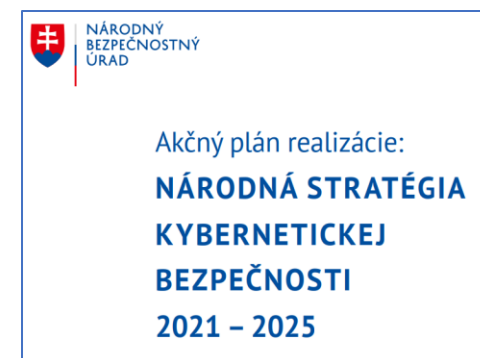 NÁRODNÝ
BEZPEČNOSTNÝ
ÚRAD
Akčný plán realizácie:
NÁRODNÁ STRATÉGIA
KYBERNETICKEJ
BEZPEČNOSTI
2021 – 2025